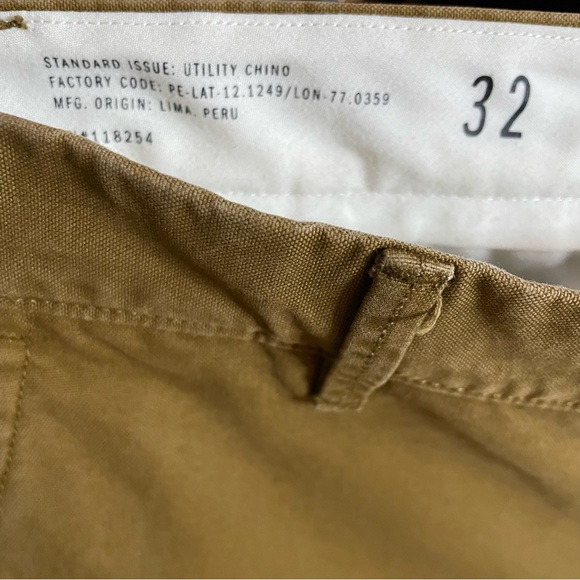 STANDARD ISSUE: UTILITY CHINO
FACTORY CODE: PE-LAT-12.1249/LON-77.0359
MFG. ORIGIN: LIMA, PERU
#118254
32